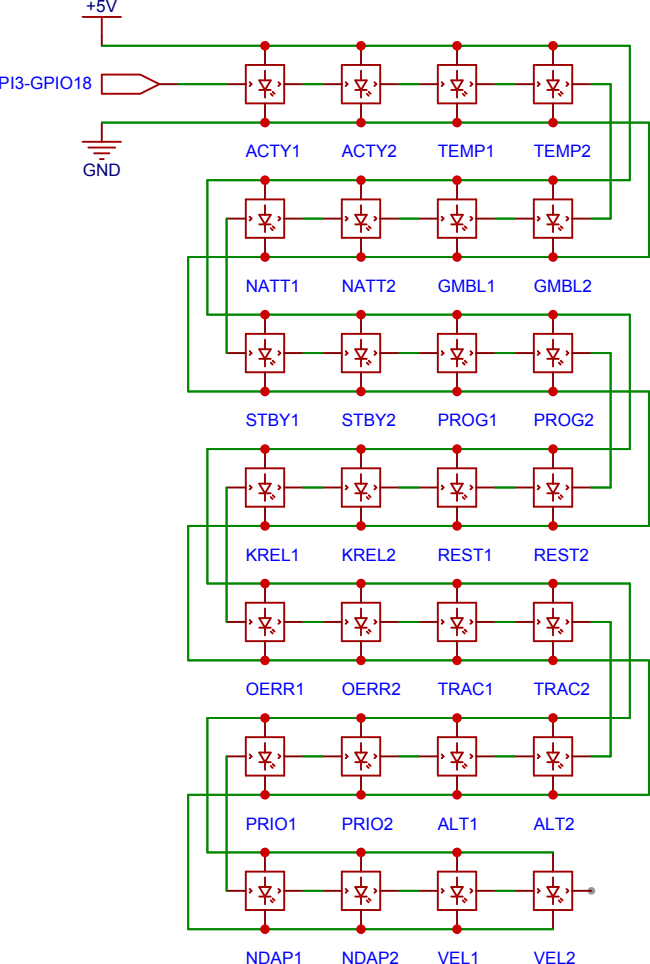 +5V
PI3-GPIO18
ACTY1 ACTY2 TEMP1 TEMP2
GND
NATT1 NATT2 GMBL1 GMBL2
STBY1 STBY2 PROG1 PROG2
KREL1 KREL2 REST1 REST2
OERR1 OERR2 TRAC1 TRAC2
PRIO1 PRIO2 ALT1 ALT2
NDAP1 NDAP2 VEL1 VEL2